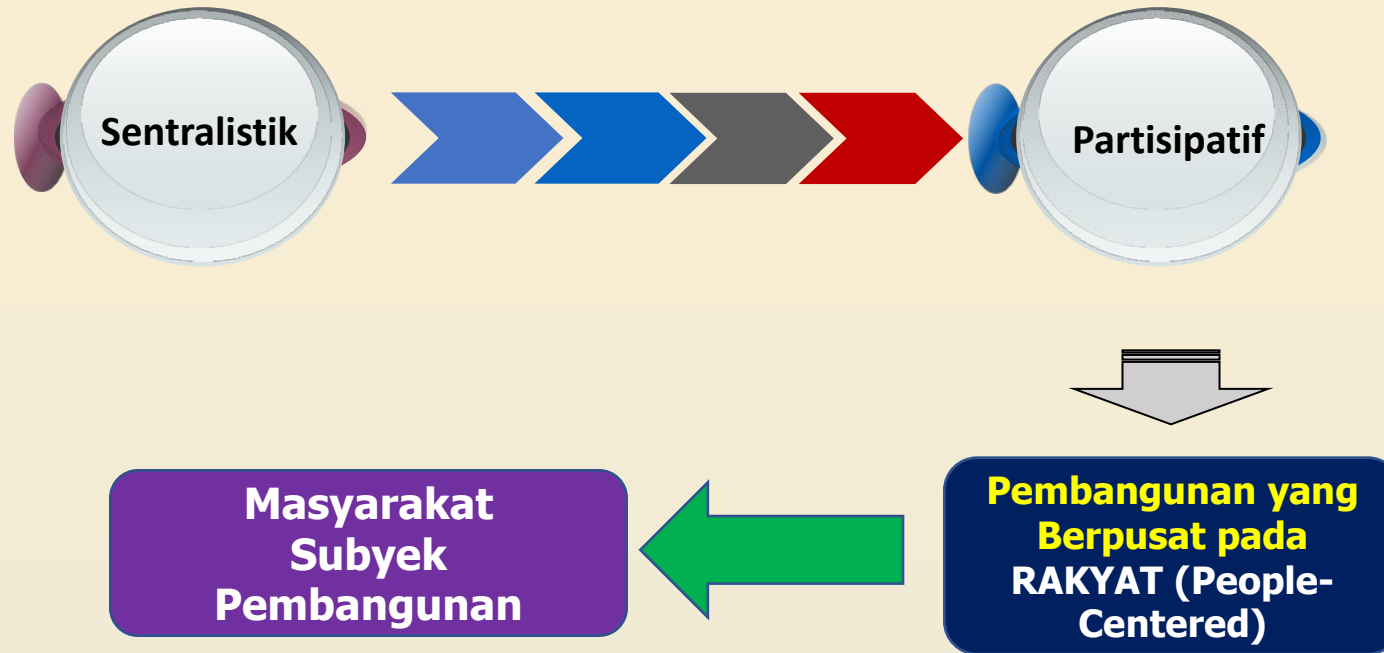 Sentralistik
Partisipatif
Pembangunan yang
Berpusat pada
RAKYAT (People-
Centered)
Masyarakat
Subyek
Pembangunan